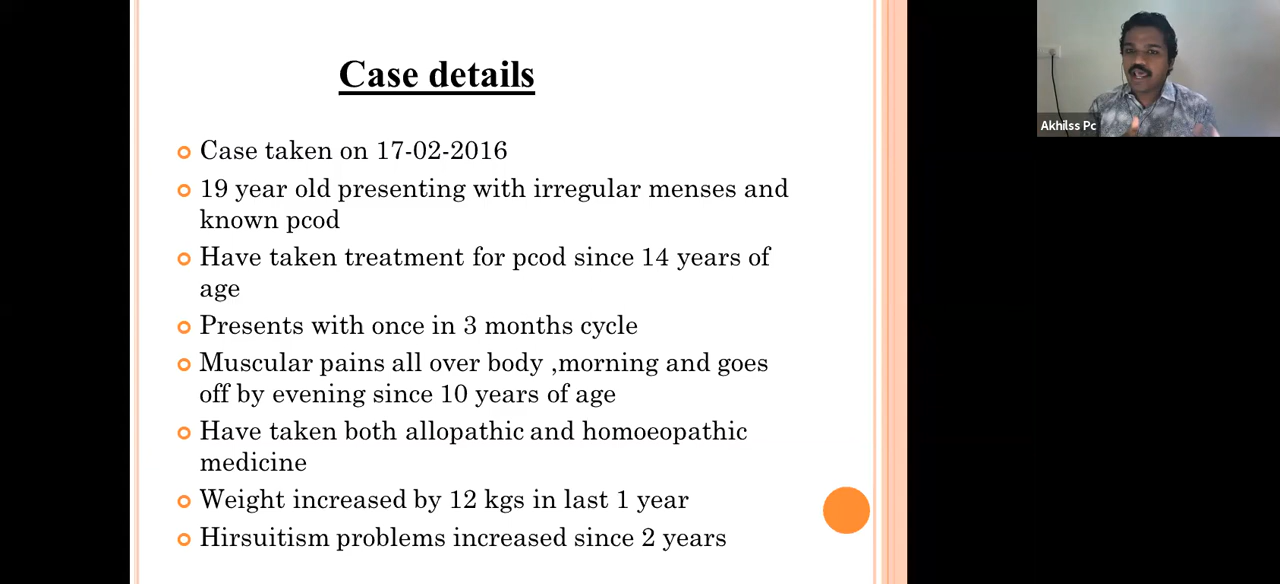 Case details
Case taken on 17-02-2016
19 year old presenting with irregular menses and
known pcod
Have taken treatment for pcod since 14 years of
age
Presents with once in 3 months cycle
Muscular pains all over body ,morning and goes
off by evening since 10 years of age
Have taken both allopathic and homoeopathic
medicine
Weight increased by 12 kgs in last 1 year
Hirsuitism problems increased since 2 years
Akhilss Pc